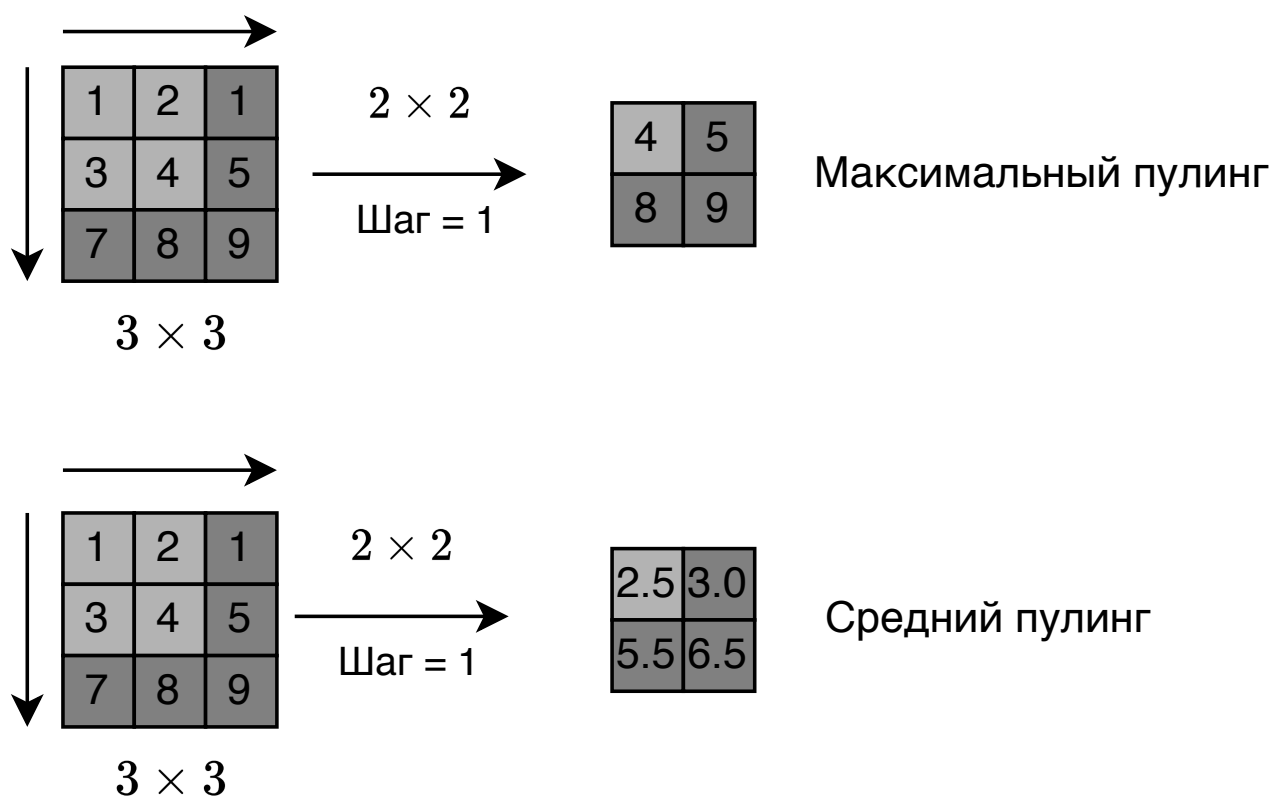 1 2 1
3 4 5
7 8 9
3 × 3
2 × 2
Шаг = 1
4 5
8 9
Максимальный пулинг
1 2 1
3 4 5
7 8 9
3 × 3
2 × 2
Шаг = 1
2.5 3.0
5.5 6.5
Средний пулинг